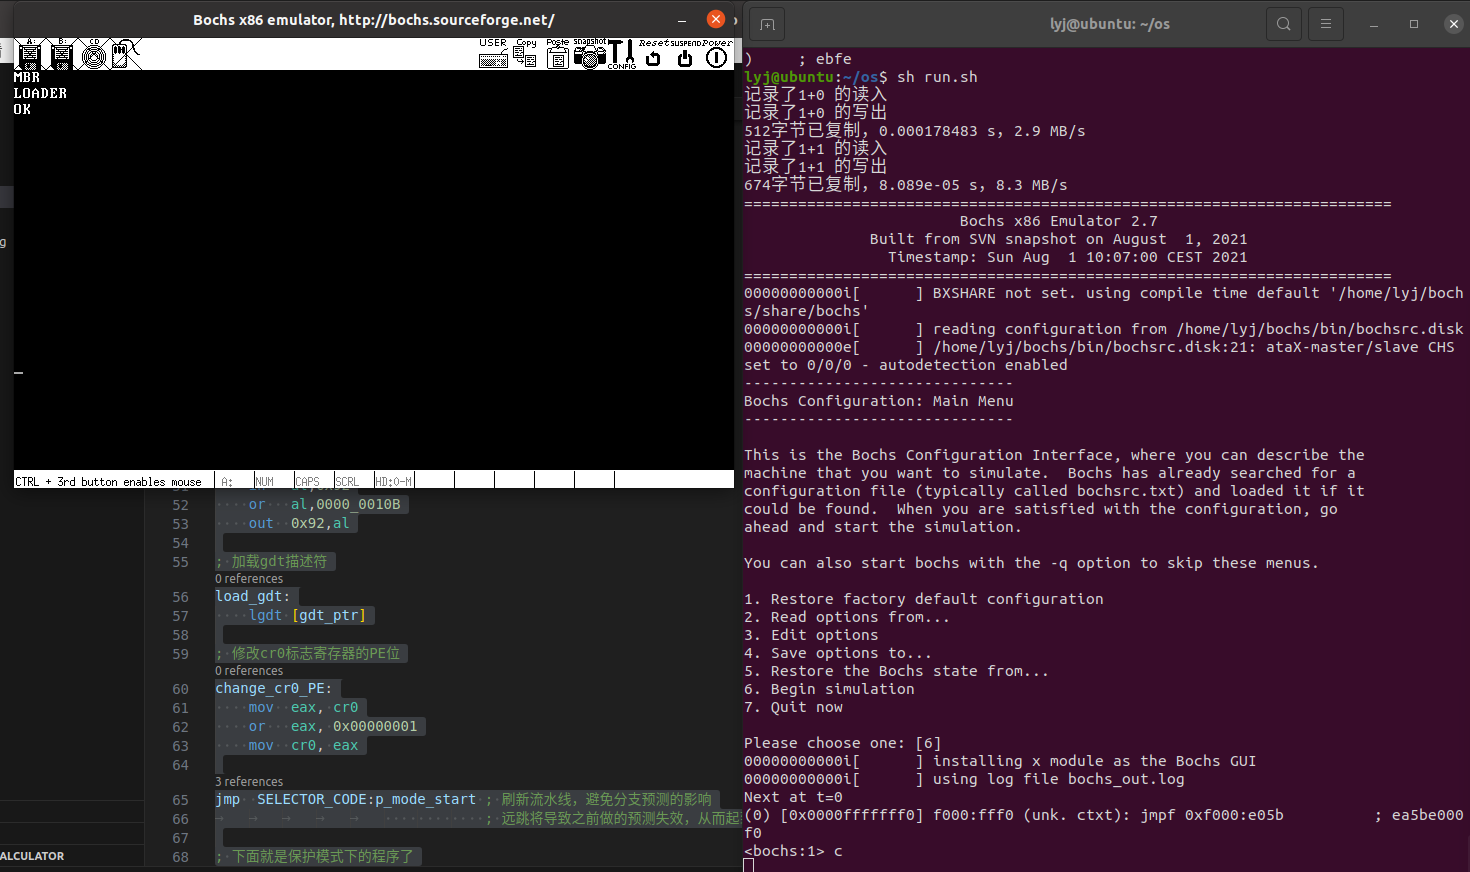 Bochs x86 emulator, http://bochs.sourceforge.net/
A: B: CD USER Copy Paste snapshot CONFIG Reset SUSPEND Power
MBR
LOADER
OK
CTRL + 3rd button enables mouse A: NUM CAPS SCRL HD:0-M
52 or al,0000_0010B
53 out 0x92,al
54
55 ; 加载gdt描述符
0 references
56 load_gdt:
57 lgdt [gdt_ptr]
58
59 ; 修改cr0标志寄存器的PE位
0 references
60 change_cr0_PE:
61 mov eax, cr0
62 or eax, 0x00000001
63 mov cr0, eax
64
3 references
65 jmp SELECTOR_CODE:p_mode_start ; 刷新流水线，避免分支预测的影响
66 ; 远跳将导致之前做的预测失效，从而起
67
68 ; 下面就是保护模式下的程序了
ALCULATOR
lyj@ubuntu: ~/os
) ; ebfe
lyj@ubuntu:~/os$ sh run.sh
记录了1+0 的读入
记录了1+0 的写出
512字节已复制，0.000178483 s，2.9 MB/s
记录了1+1 的读入
记录了1+1 的写出
674字节已复制，8.089e-05 s，8.3 MB/s
========================================================================
Bochs x86 Emulator 2.7
Built from SVN snapshot on August  1, 2021
Timestamp: Sun Aug  1 10:07:00 CEST 2021
========================================================================
00000000000i[      ] BXSHARE not set. using compile time default '/home/lyj/boch
s/share/bochs'
00000000000i[      ] reading configuration from /home/lyj/bochs/bin/bochsrc.disk
00000000000e[      ] /home/lyj/bochs/bin/bochsrc.disk:21: ataX-master/slave CHS
set to 0/0/0 - autodetection enabled
------------------------------
Bochs Configuration: Main Menu
------------------------------
This is the Bochs Configuration Interface, where you can describe the
machine that you want to simulate.  Bochs has already searched for a
configuration file (typically called bochsrc.txt) and loaded it if it
could be found.  When you are satisfied with the configuration, go
ahead and start the simulation.
You can also start bochs with the -q option to skip these menus.
1. Restore factory default configuration
2. Read options from...
3. Edit options
4. Save options to...
5. Restore the Bochs state from...
6. Begin simulation
7. Quit now
Please choose one: [6]
00000000000i[      ] installing x module as the Bochs GUI
00000000000i[      ] using log file bochs_out.log
Next at t=0
(0) [0x0000fffffff0] f000:fff0 (unk. ctxt): jmpf 0xf000:e05b          ; ea5be000
f0
<bochs:1> c